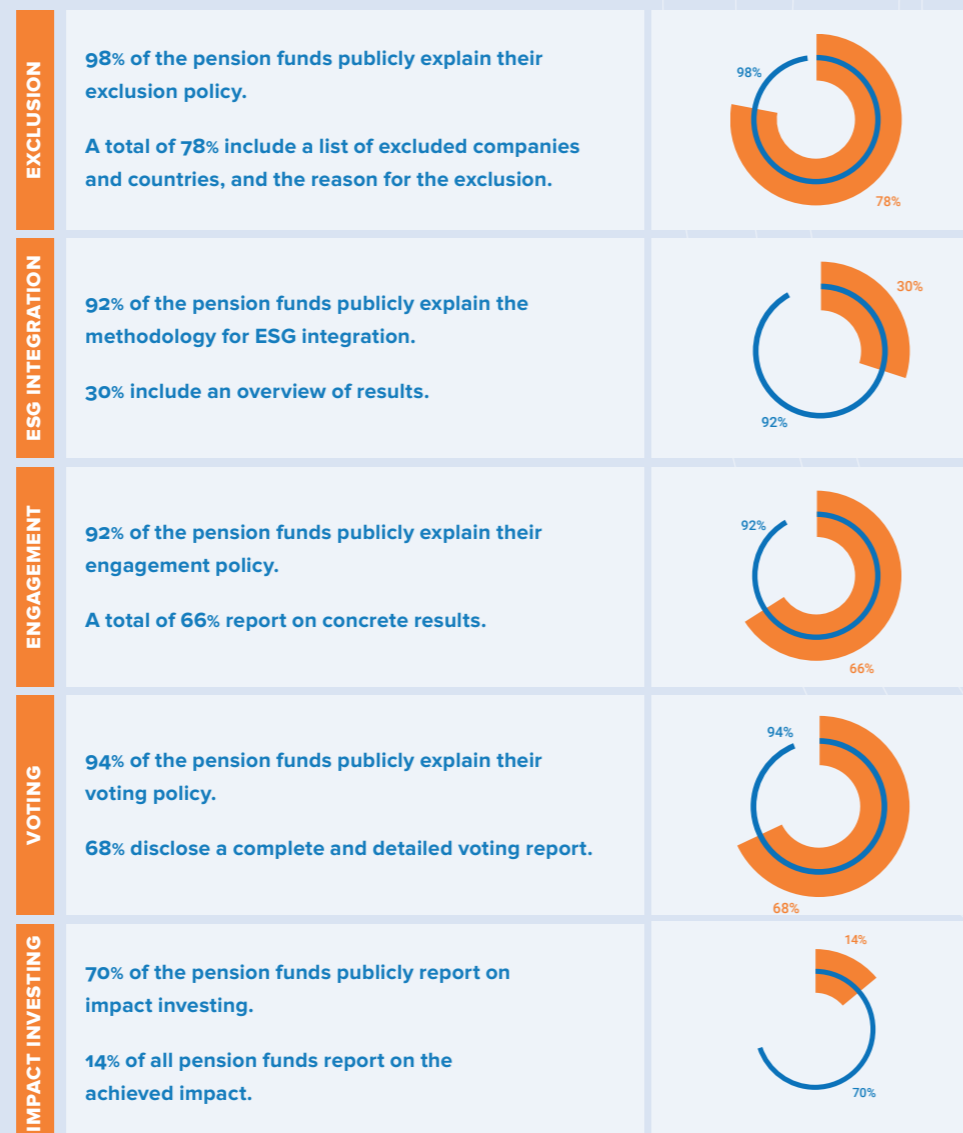 EXCLUSION
98% of the pension funds publicly explain their
exclusion policy.
A total of 78% include a list of excluded companies
and countries, and the reason for the exclusion.
98%
78%
ESG INTEGRATION
92% of the pension funds publicly explain the
methodology for ESG integration.
30% include an overview of results.
30%
92%
ENGAGEMENT
92% of the pension funds publicly explain their
engagement policy.
A total of 66% report on concrete results.
92%
66%
VOTING
94% of the pension funds publicly explain their
voting policy.
68% disclose a complete and detailed voting report.
94%
68%
IMPACT INVESTING
70% of the pension funds publicly report on
impact investing.
14% of all pension funds report on the
achieved impact.
14%
70%